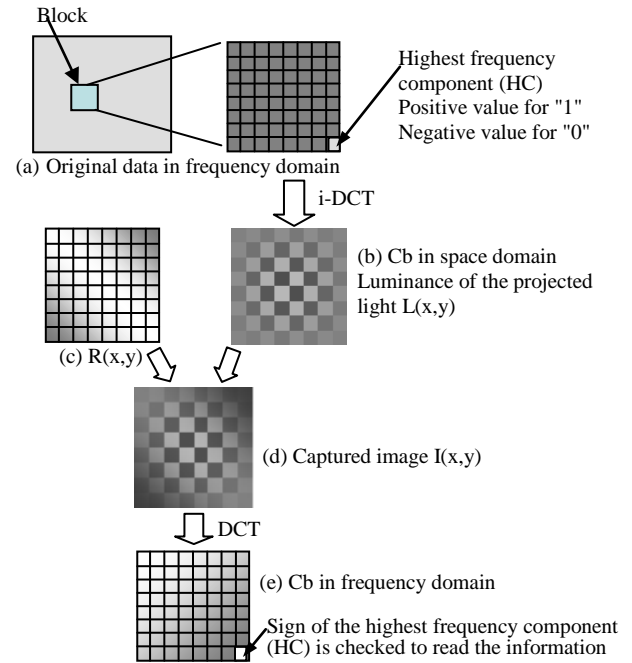 Block
Highest frequency
component (HC)
Positive value for "1"
Negative value for "0"
(a) Original data in frequency domain
i-DCT
(b) Cb in space domain
Luminance of the projected
light L(x,y)
(c) R(x,y)
(d) Captured image I(x,y)
DCT
(e) Cb in frequency domain
Sign of the highest frequency component
(HC) is checked to read the information